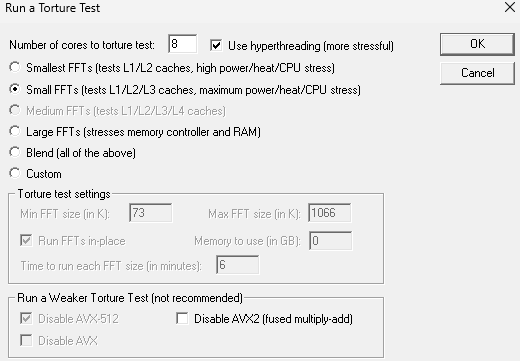 Run a Torture Test
Number of cores to torture test: 8 Use hyperthreading (more stressful) OK
Smallest FFTs (tests L1/L2 caches, high power/heat/CPU stress) Cancel
Small FFTs (tests L1/L2/L3 caches, maximum power/heat/CPU stress)
Medium FFTs (tests L1/L2/L3/L4 caches)
Large FFTs (stresses memory controller and RAM)
Blend (all of the above)
Custom
Torture test settings
Min FFT size (in K): 73 Max FFT size (in K): 1066
Run FFTs in-place Memory to use (in GB): 0
Time to run each FFT size (in minutes): 6
Run a Weaker Torture Test (not recommended)
Disable AVX-512 Disable AVX2 (fused multiply-add)
Disable AVX